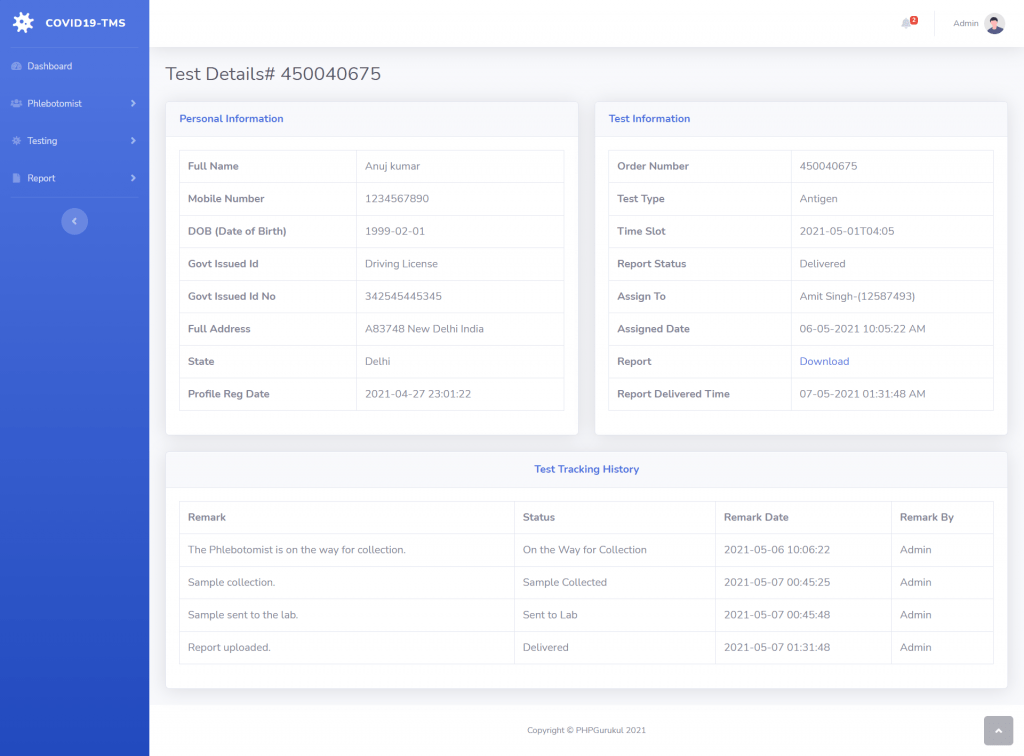 COVID19-TMS
2
Admin
Dashboard
Phlebotomist
Testing
Report
Test Details# 450040675
Personal Information
Full Name Anuj kumar
Mobile Number 1234567890
DOB (Date of Birth) 1999-02-01
Govt Issued Id Driving License
Govt Issued Id No 342545445345
Full Address A83748 New Delhi India
State Delhi
Profile Reg Date 2021-04-27 23:01:22
Test Information
Order Number 450040675
Test Type Antigen
Time Slot 2021-05-01T04:05
Report Status Delivered
Assign To Amit Singh-(12587493)
Assigned Date 06-05-2021 10:05:22 AM
Report Download
Report Delivered Time 07-05-2021 01:31:48 AM
Test Tracking History
Remark Status Remark Date Remark By
The Phlebotomist is on the way for collection. On the Way for Collection 2021-05-06 10:06:22 Admin
Sample collection. Sample Collected 2021-05-07 00:45:25 Admin
Sample sent to the lab. Sent to Lab 2021-05-07 00:45:48 Admin
Report uploaded. Delivered 2021-05-07 01:31:48 Admin
Copyright © PHPGurukul 2021